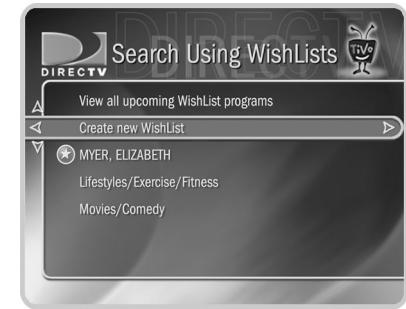 DIRECTV
DIRECTV
Search Using WishLists
TiVo
View all upcoming WishList programs
Create new WishList
MYER, ELIZABETH
Lifestyles/Exercise/Fitness
Movies/Comedy